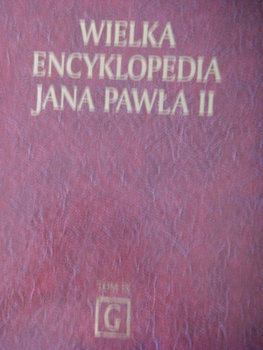 WIELKA
ENCYKLOPEDIA
JANA PAWŁA II
TOM IX
G